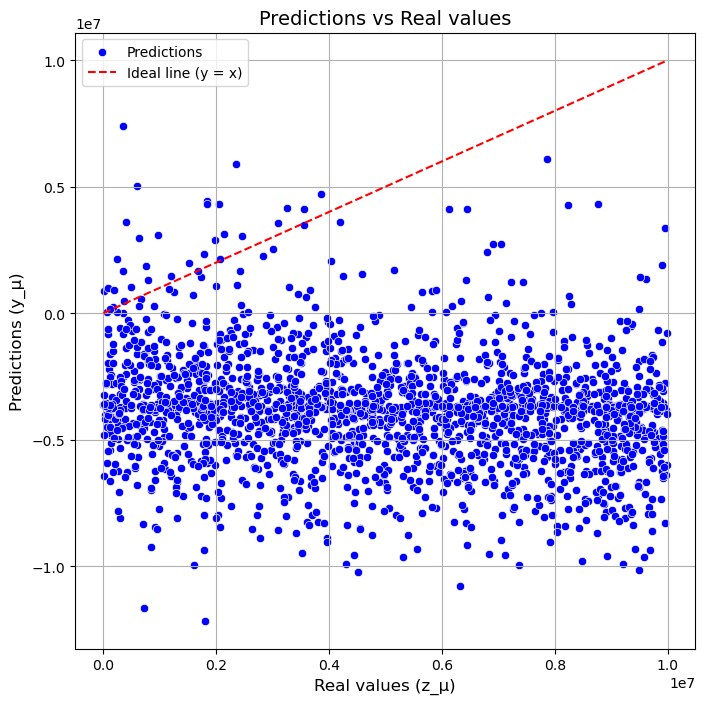 Predictions vs Real values
1e7
Predictions
Ideal line (y = x)
1.0
0.5
0.0
−0.5
−1.0
Predictions (y_μ)
0.0 0.2 0.4 0.6 0.8 1.0
1e7
Real values (z_μ)